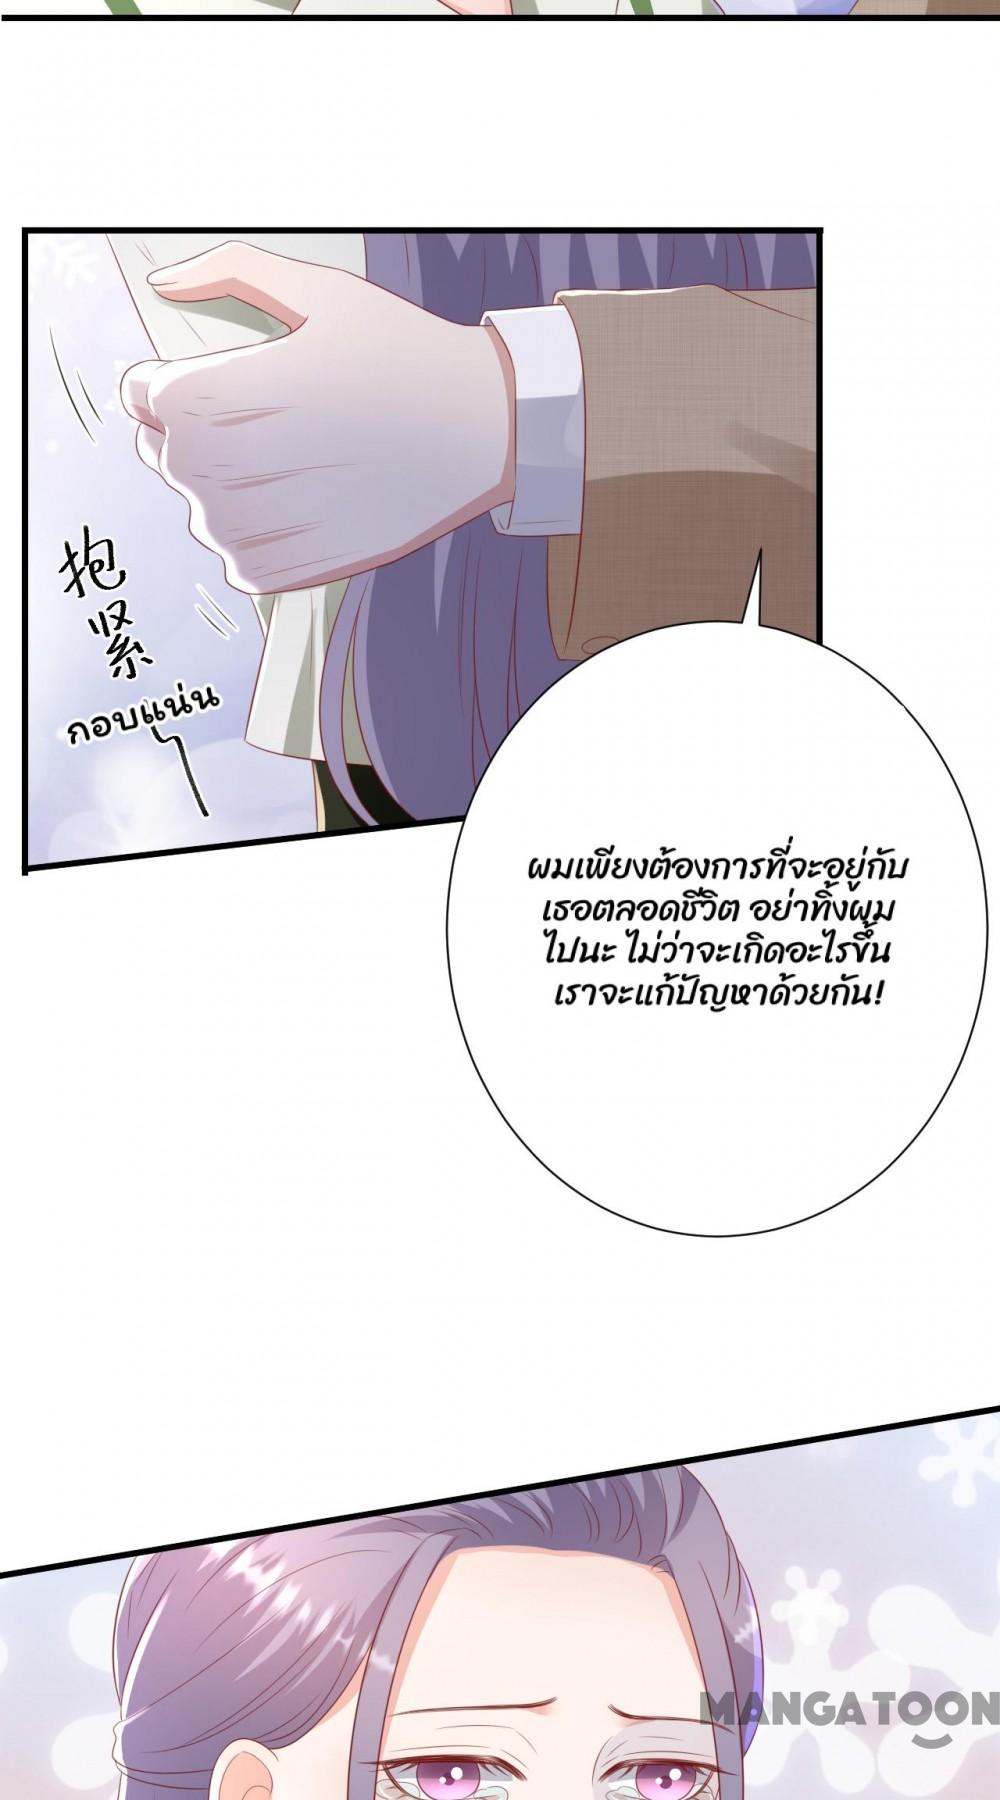 抱
紧
กอบแน่น
ผมเพียงต้องการที่จะอยู่กับ
เธอตลอดชีวิต อย่าทิ้งผม
ไปนะ ไม่ว่าจะเกิดอะไรขึ้น
เราจะแก้ปัญหาด้วยกัน!
MANGATOON